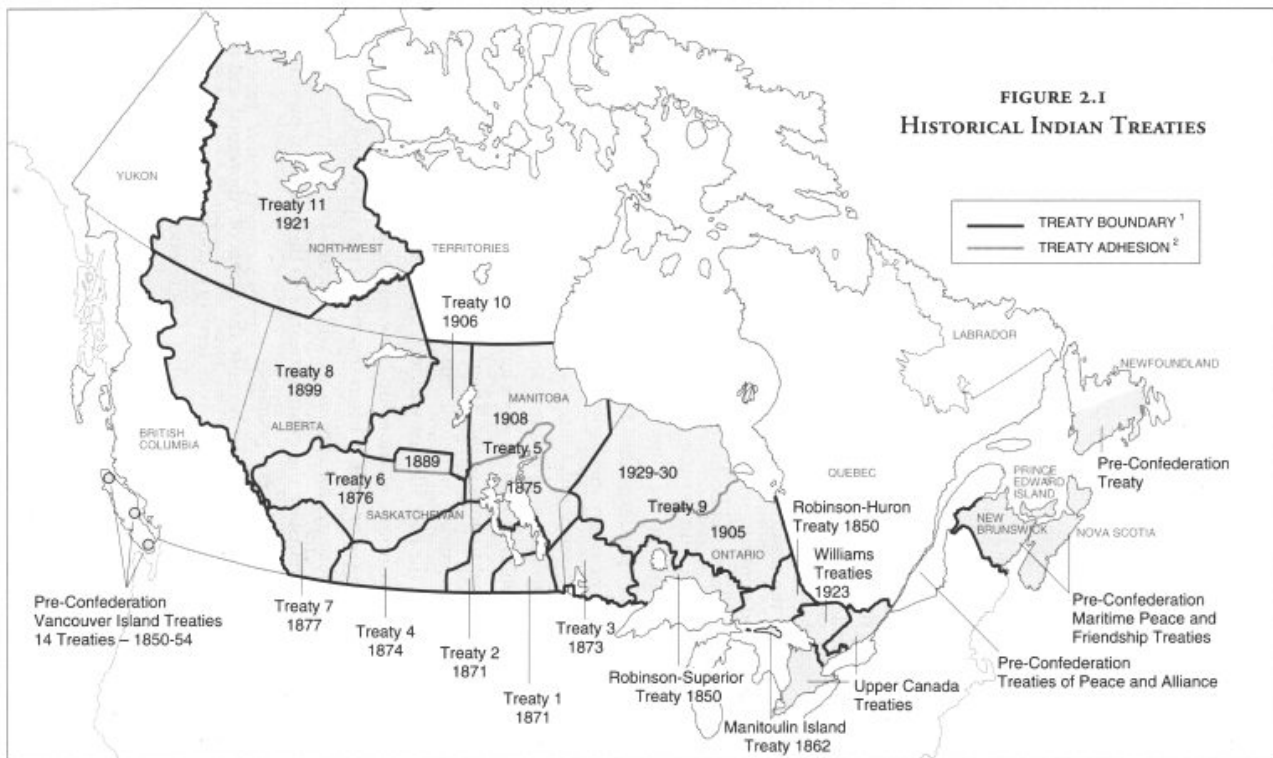 FIGURE 2.1
HISTORICAL INDIAN TREATIES
TREATY BOUNDARY 1
TREATY ADHESION 2
YUKON
Treaty 11
1921
NORTHWEST
TERRITORIES
Treaty 10
1906
LABRADOR
NEWFOUNDLAND
Treaty 8
1899
MANITOBA
1908
ALBERTA
BRITISH
COLUMBIA
1889
Treaty 5
1875
1929-30
QUEBEC
Pre-Confederation
Treaty
Treaty 6
1876
SASKATCHEWAN
Treaty 9
1905
ONTARIO
Robinson-Huron
Treaty 1850
PRINCE
EDWARD
ISLAND
NEW
BRUNSWICK
NOVA SCOTIA
Williams
Treaties
1923
Pre-Confederation
Vancouver Island Treaties
14 Treaties – 1850-54
Treaty 7
1877
Treaty 4
1874
Treaty 2
1871
Treaty 1
1871
Treaty 3
1873
Robinson-Superior
Treaty 1850
Manitoulin Island
Treaty 1862
Upper Canada
Treaties
Pre-Confederation
Maritime Peace and
Friendship Treaties
Pre-Confederation
Treaties of Peace and Alliance